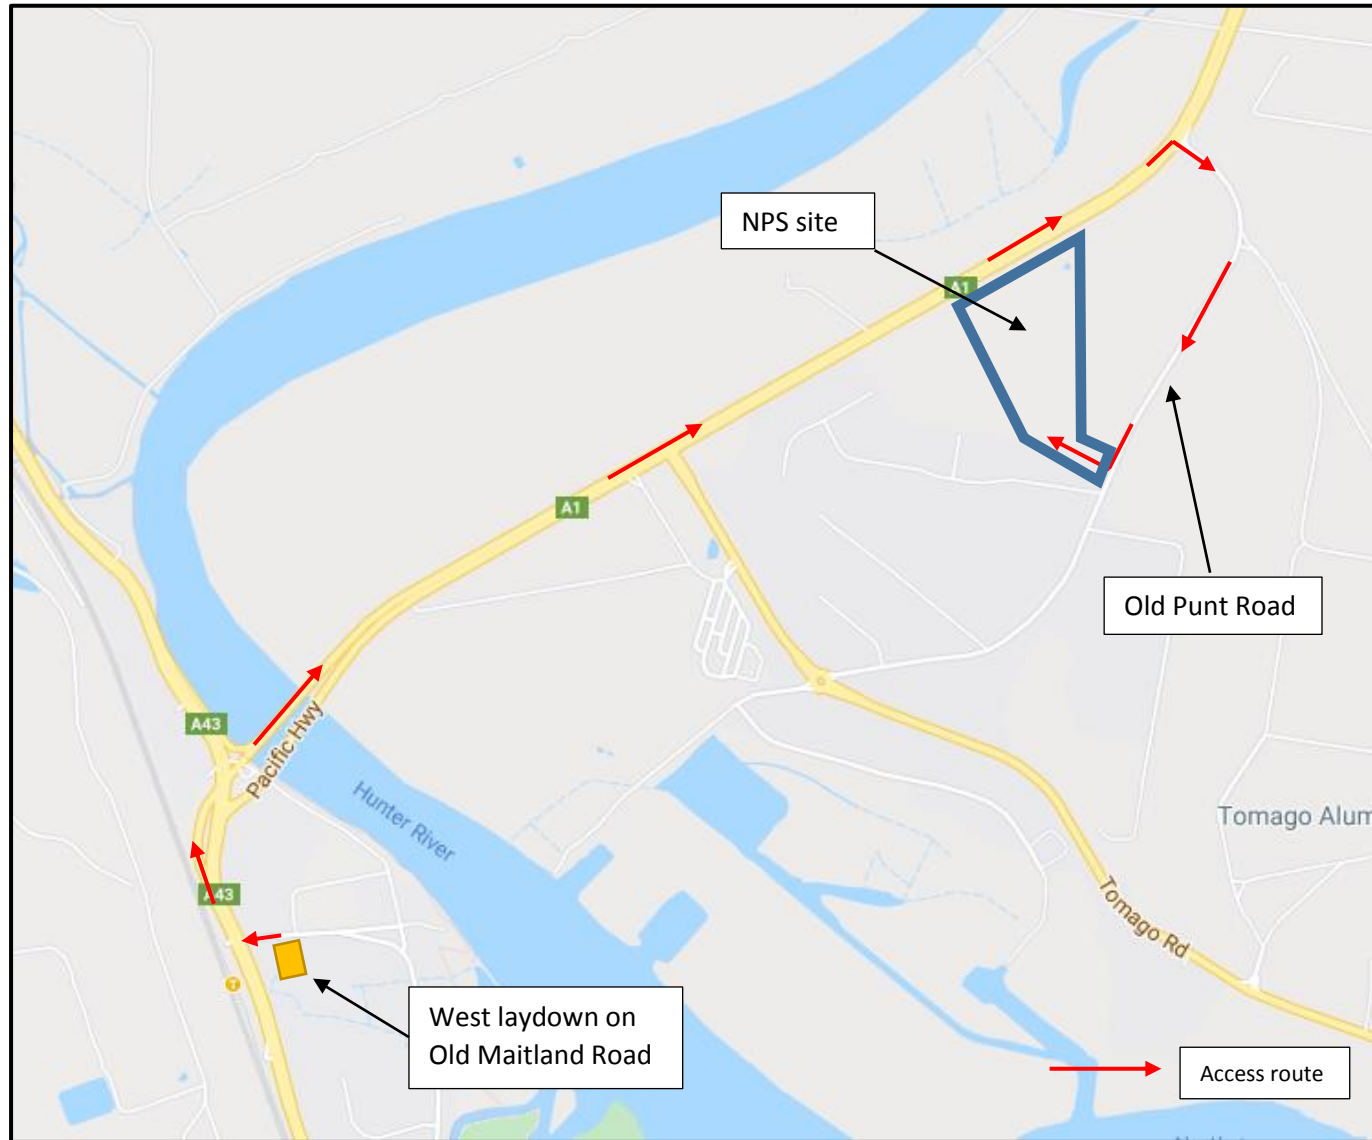 NPS site
A1
A1
Old Punt Road
A43
Pacific Hwy
Hunter River
Tomago Alum
A43
Tomago Rd
T
West laydown on
Old Maitland Road
Access route